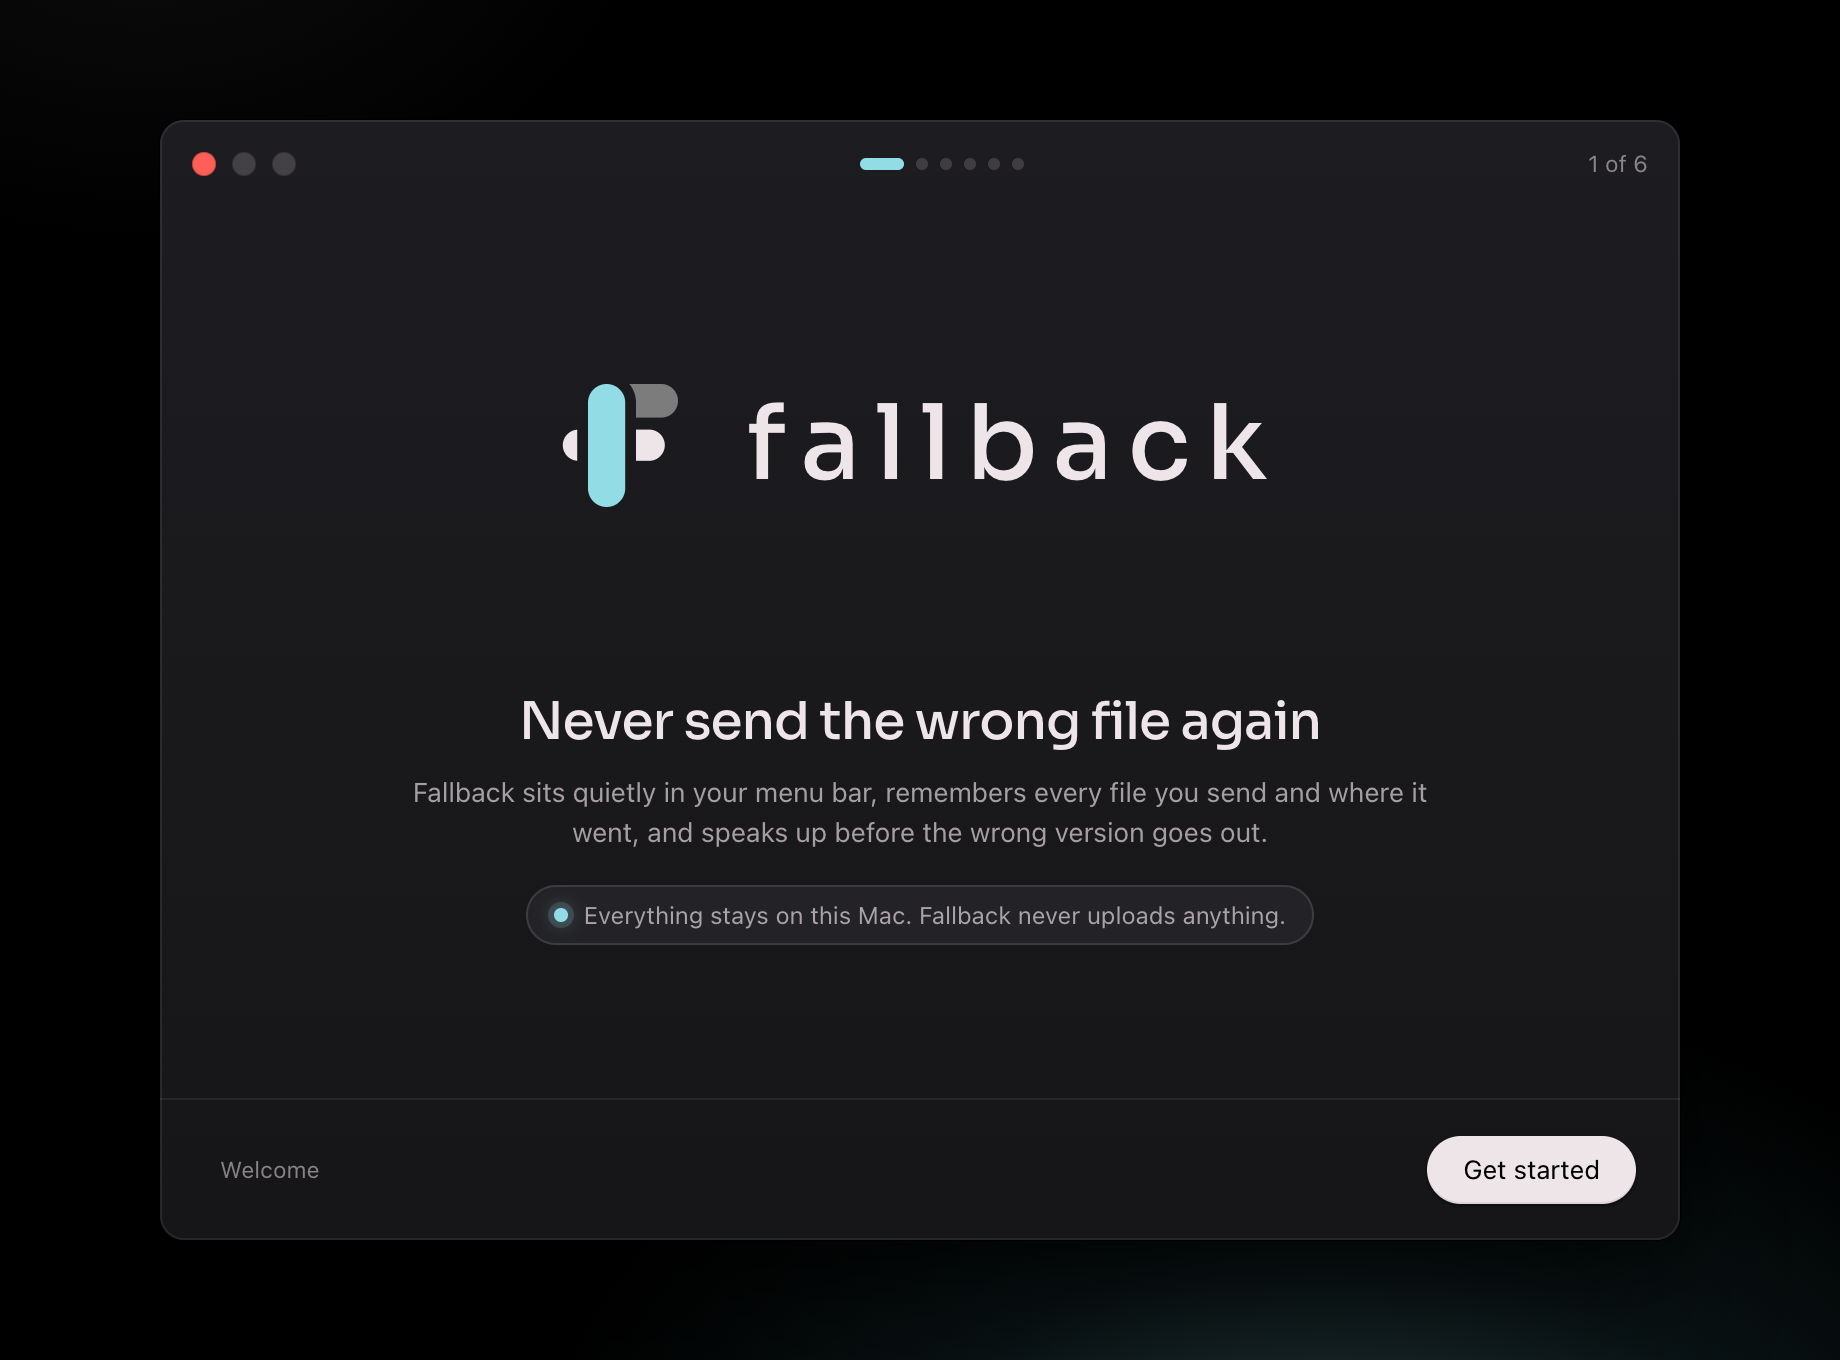 1 of 6
fallback
Never send the wrong file again
Fallback sits quietly in your menu bar, remembers every file you send and where it
went, and speaks up before the wrong version goes out.
Everything stays on this Mac. Fallback never uploads anything.
Welcome
Get started